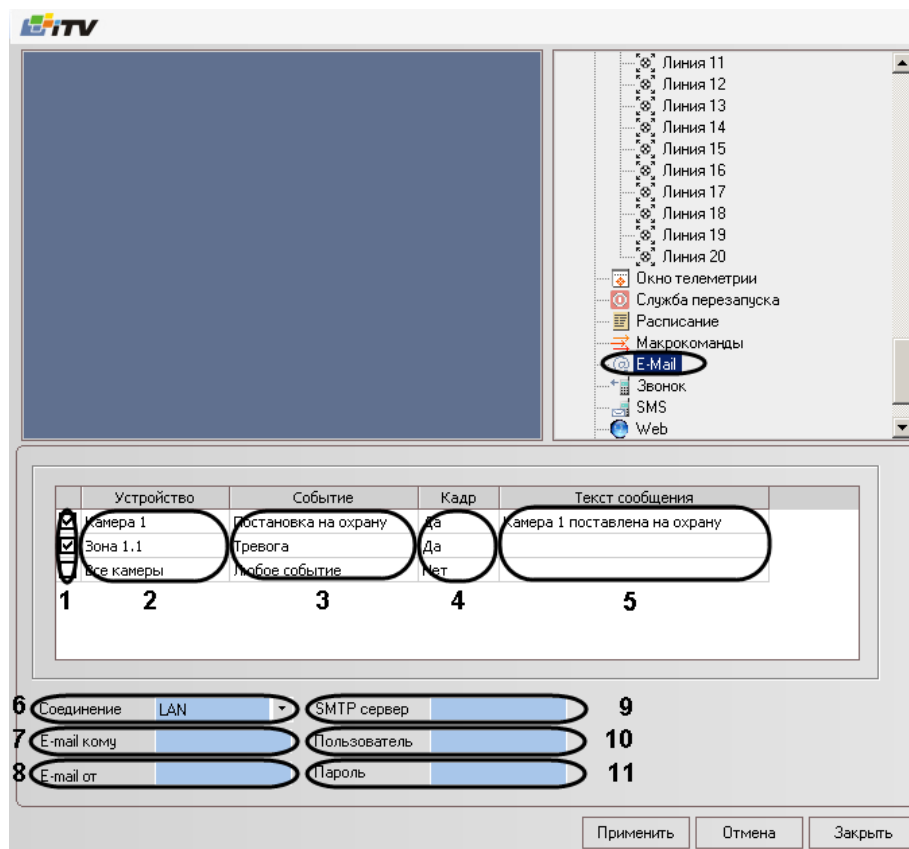 iTV
Линия 11
Линия 12
Линия 13
Линия 14
Линия 15
Линия 16
Линия 17
Линия 18
Линия 19
Линия 20
Окно телеметрии
Служба перезапуска
Расписание
Макрокоманды
E-Mail
Звонок
SMS
Web
Устройство Событие Кадр Текст сообщения
Камера 1 Постановка на охрану Да Камера 1 поставлена на охрану
Зона 1.1 Тревога Да
Все камеры Любое событие Нет
1 2 3 4 5
6 Соединение LAN SMTP сервер 9
7 E-mail кому Пользователь 10
8 E-mail от Пароль 11
Применить Отмена Закрыть